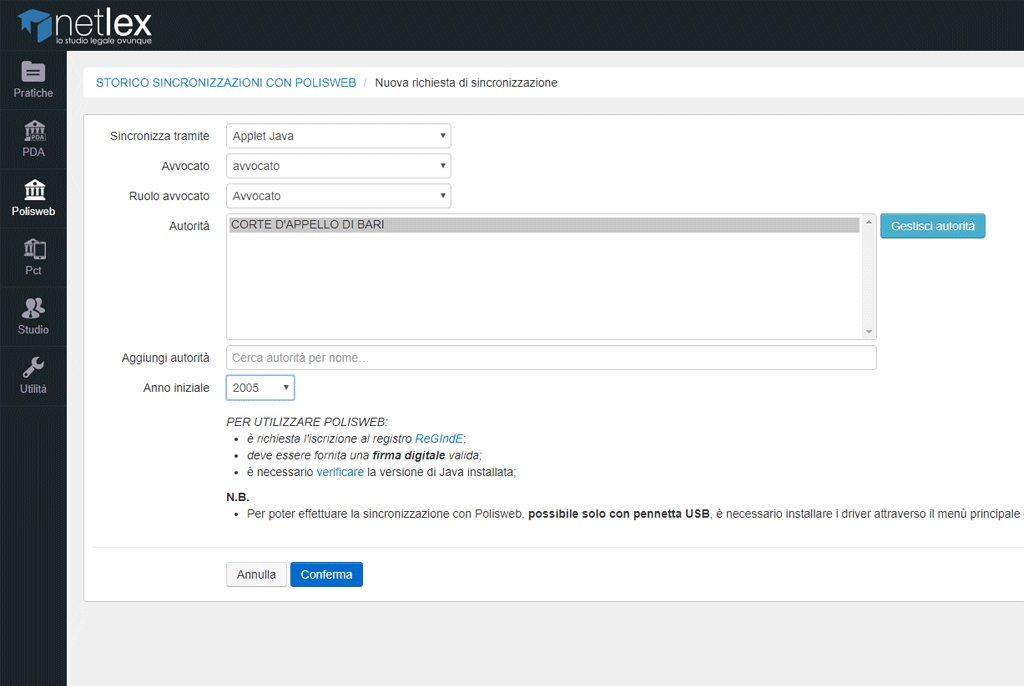 netlex
lo studio legale ovunque
Pratiche
PDA
PDA
Polisweb
Pct
Studio
Utilità
STORICO SINCRONIZZAZIONI CON POLISWEB / Nuova richiesta di sincronizzazione
Sincronizza tramite Applet Java
Avvocato avvocato
Ruolo avvocato Avvocato
Autorità CORTE D'APPELLO DI BARI Gestisci autorità
Aggiungi autorità Cerca autorità per nome...
Anno iniziale 2005
PER UTILIZZARE POLISWEB:
• è richiesta l'iscrizione al registro ReGIndE;
• deve essere fornita una firma digitale valida;
• è necessario verificare la versione di Java installata;
N.B.
• Per poter effettuare la sincronizzazione con Polisweb, possibile solo con pennetta USB, è necessario installare i driver attraverso il menù principale
Annulla Conferma